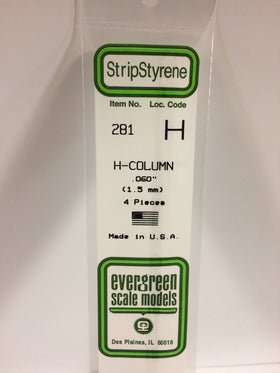 StripStyrene
Item No. Loc. Code
281 H
H-COLUMN
.060"
(1.5 mm)
4 Pieces
Made in U.S.A.
evergreen
scale models
Des Plaines, IL 60018